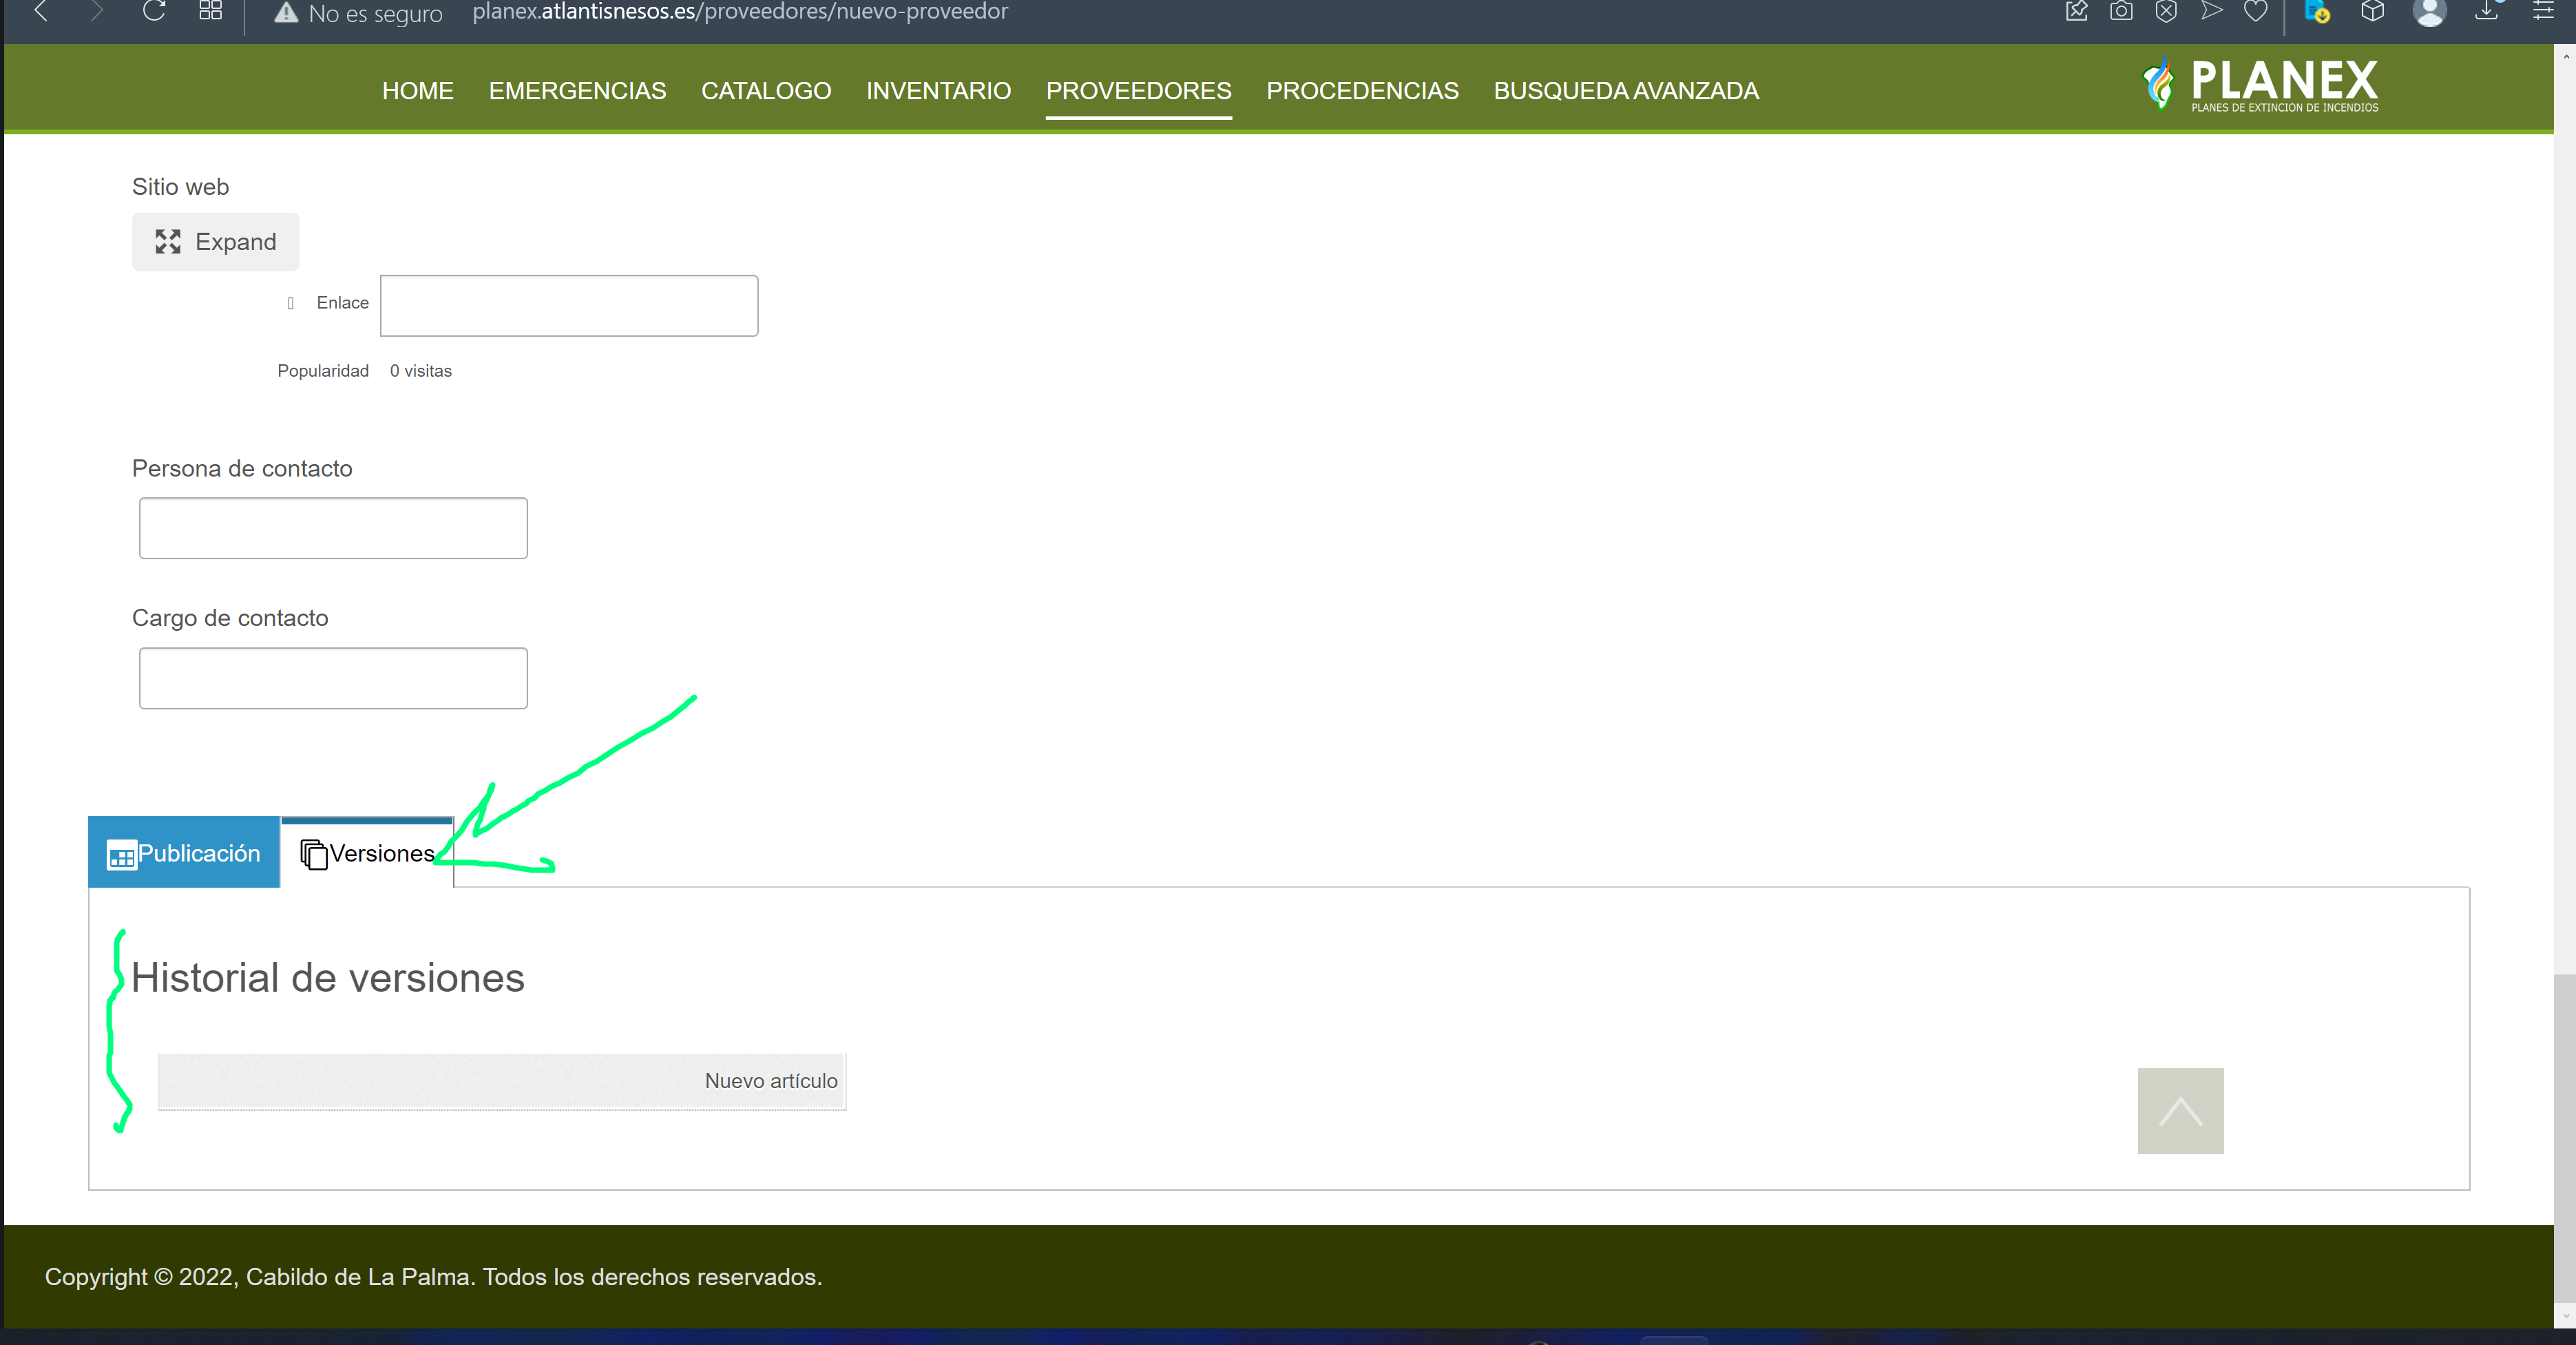 No es seguro planex.atlantisnesos.es/proveedores/nuevo-proveedor
HOME EMERGENCIAS CATALOGO INVENTARIO PROVEEDORES PROCEDENCIAS BUSQUEDA AVANZADA
PLANEX
PLANES DE EXTINCION DE INCENDIOS
Sitio web
Expand
Enlace
Popularidad 0 visitas
Persona de contacto
Cargo de contacto
Publicación Versiones
Historial de versiones
Nuevo artículo
Copyright © 2022, Cabildo de La Palma. Todos los derechos reservados.